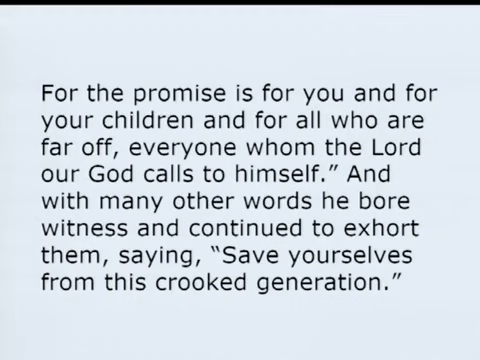 For the promise is for you and for
your children and for all who are
far off, everyone whom the Lord
our God calls to himself.” And
with many other words he bore
witness and continued to exhort
them, saying, “Save yourselves
from this crooked generation.”